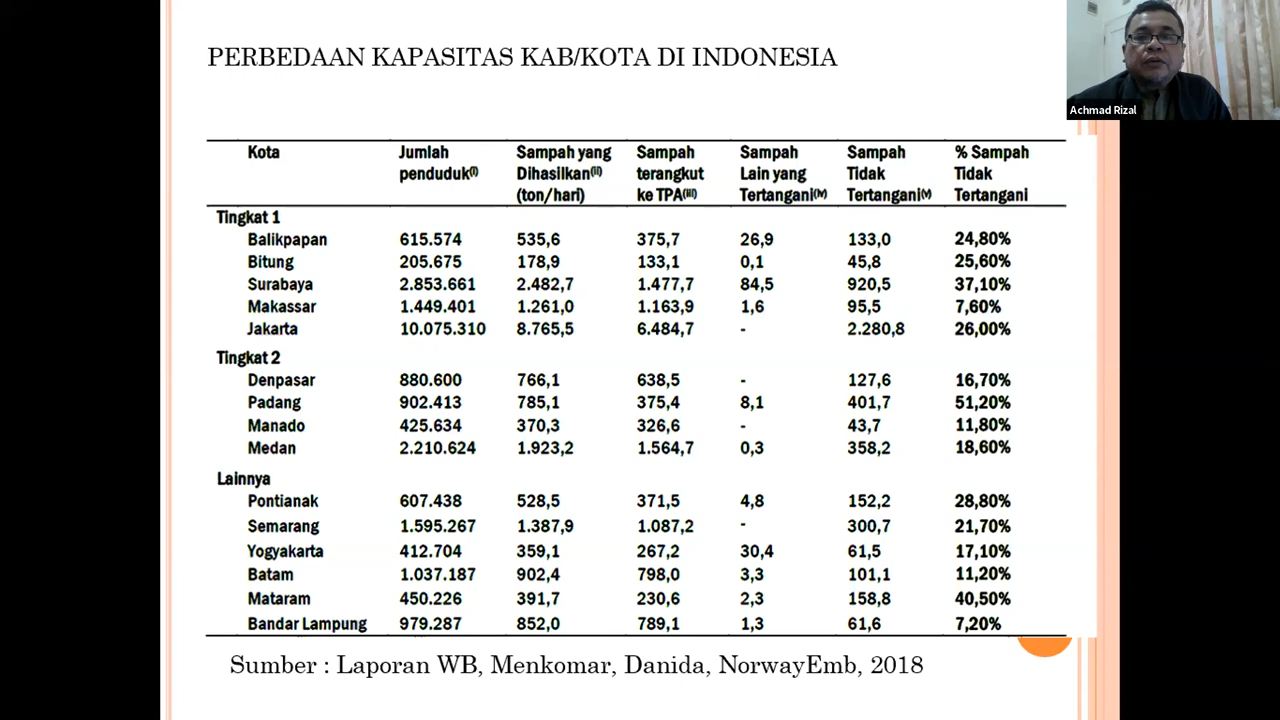 PERBEDAAN KAPASITAS KAB/KOTA DI INDONESIA
Achmad Rizal
Kota Jumlah penduduk(i) Sampah yang Dihasilkan(ii) (ton/hari) Sampah terangkut ke TPA(iii) Sampah Lain yang Tertangani(iv) Sampah Tidak Tertangani(v) % Sampah Tidak Tertangani
Tingkat 1
Balikpapan 615.574 535,6 375,7 26,9 133,0 24,80%
Bitung 205.675 178,9 133,1 0,1 45,8 25,60%
Surabaya 2.853.661 2.482,7 1.477,7 84,5 920,5 37,10%
Makassar 1.449.401 1.261,0 1.163,9 1,6 95,5 7,60%
Jakarta 10.075.310 8.765,5 6.484,7 - 2.280,8 26,00%
Tingkat 2
Denpasar 880.600 766,1 638,5 - 127,6 16,70%
Padang 902.413 785,1 375,4 8,1 401,7 51,20%
Manado 425.634 370,3 326,6 - 43,7 11,80%
Medan 2.210.624 1.923,2 1.564,7 0,3 358,2 18,60%
Lainnya
Pontianak 607.438 528,5 371,5 4,8 152,2 28,80%
Semarang 1.595.267 1.387,9 1.087,2 - 300,7 21,70%
Yogyakarta 412.704 359,1 267,2 30,4 61,5 17,10%
Batam 1.037.187 902,4 798,0 3,3 101,1 11,20%
Mataram 450.226 391,7 230,6 2,3 158,8 40,50%
Bandar Lampung 979.287 852,0 789,1 1,3 61,6 7,20%
Sumber : Laporan WB, Menkomar, Danida, NorwayEmb, 2018